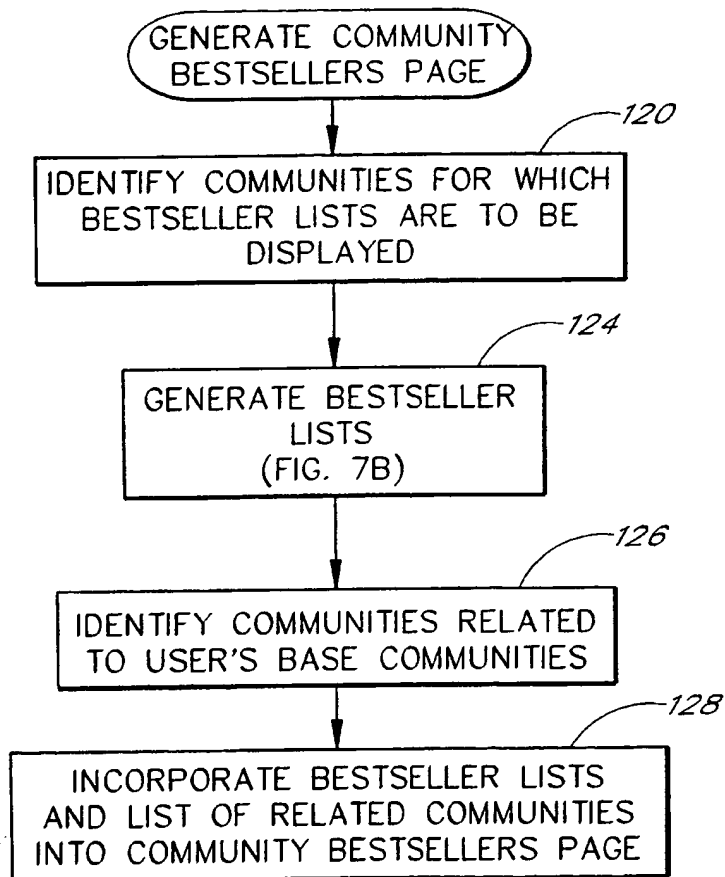 GENERATE COMMUNITY
BESTSELLERS PAGE
120
IDENTIFY COMMUNITIES FOR WHICH
BESTSELLER LISTS ARE TO BE
DISPLAYED
124
GENERATE BESTSELLER
LISTS
(FIG. 7B)
126
IDENTIFY COMMUNITIES RELATED
TO USER'S BASE COMMUNITIES
128
INCORPORATE BESTSELLER LISTS
AND LIST OF RELATED COMMUNITIES
INTO COMMUNITY BESTSELLERS PAGE